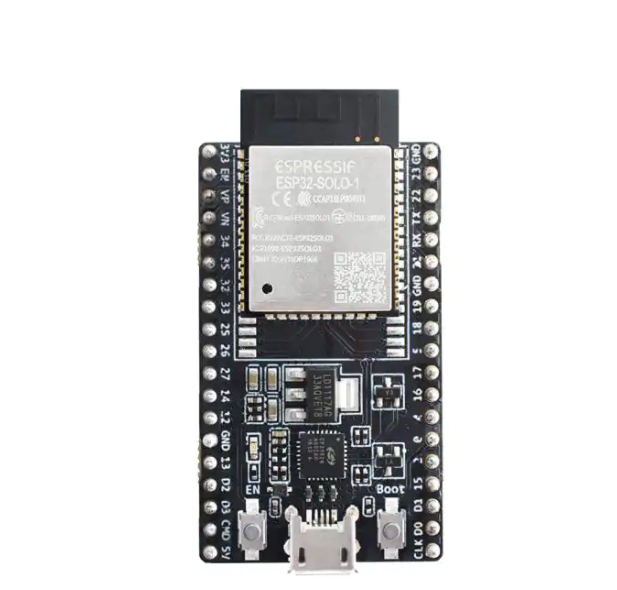 ESPRESSIF
ESP32-SOLO-1
CE
3V3
EN
VP
VN
34
35
32
33
25
26
27
14
12
GND
13
D2
D3
CMD
5V
GND
23
22
TX
RX
21
GND
19
18
5
17
16
4
0
2
15
D1
D0
CLK
LD1117AG
EN
Boot